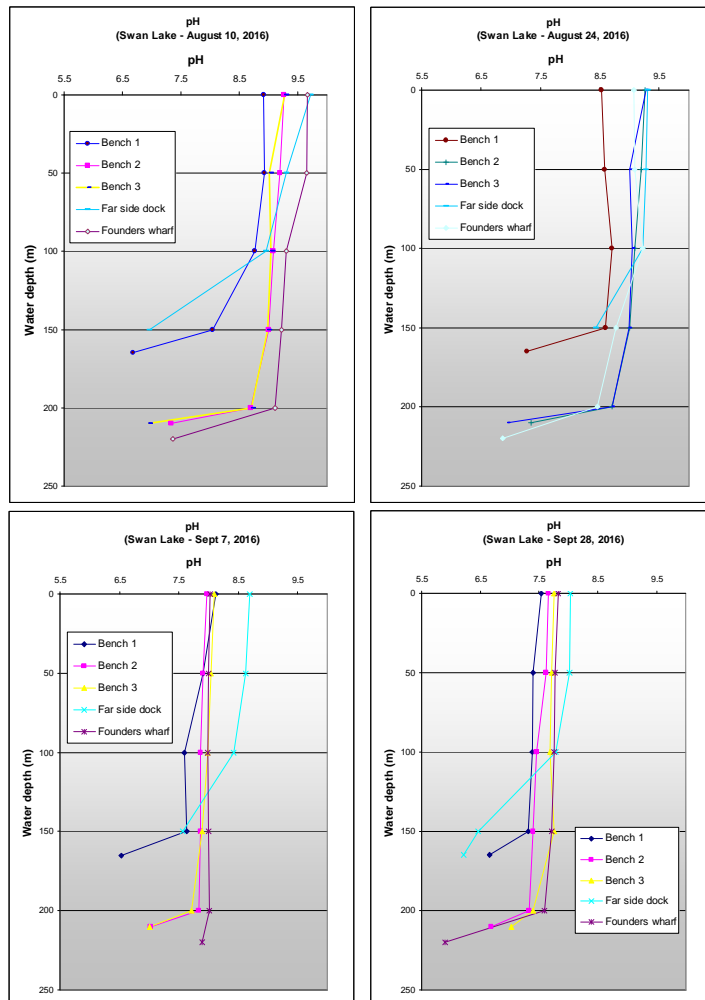 pH
(Swan Lake - August 10, 2016)
pH
5.5 6.5 7.5 8.5 9.5
0
50
100
150
200
250
Water depth (m)
Bench 1
Bench 2
Bench 3
Far side dock
Founders wharf
pH
(Swan Lake - August 24, 2016)
pH
5.5 6.5 7.5 8.5 9.5
0
50
100
150
200
250
Water depth (m)
Bench 1
Bench 2
Bench 3
Far side dock
Founders wharf
pH
(Swan Lake - Sept 7, 2016)
pH
5.5 6.5 7.5 8.5 9.5
0
50
100
150
200
250
Water depth (m)
Bench 1
Bench 2
Bench 3
Far side dock
Founders wharf
pH
(Swan Lake - Sept 28, 2016)
pH
5.5 6.5 7.5 8.5 9.5
0
50
100
150
200
250
Water depth (m)
Bench 1
Bench 2
Bench 3
Far side dock
Founders wharf